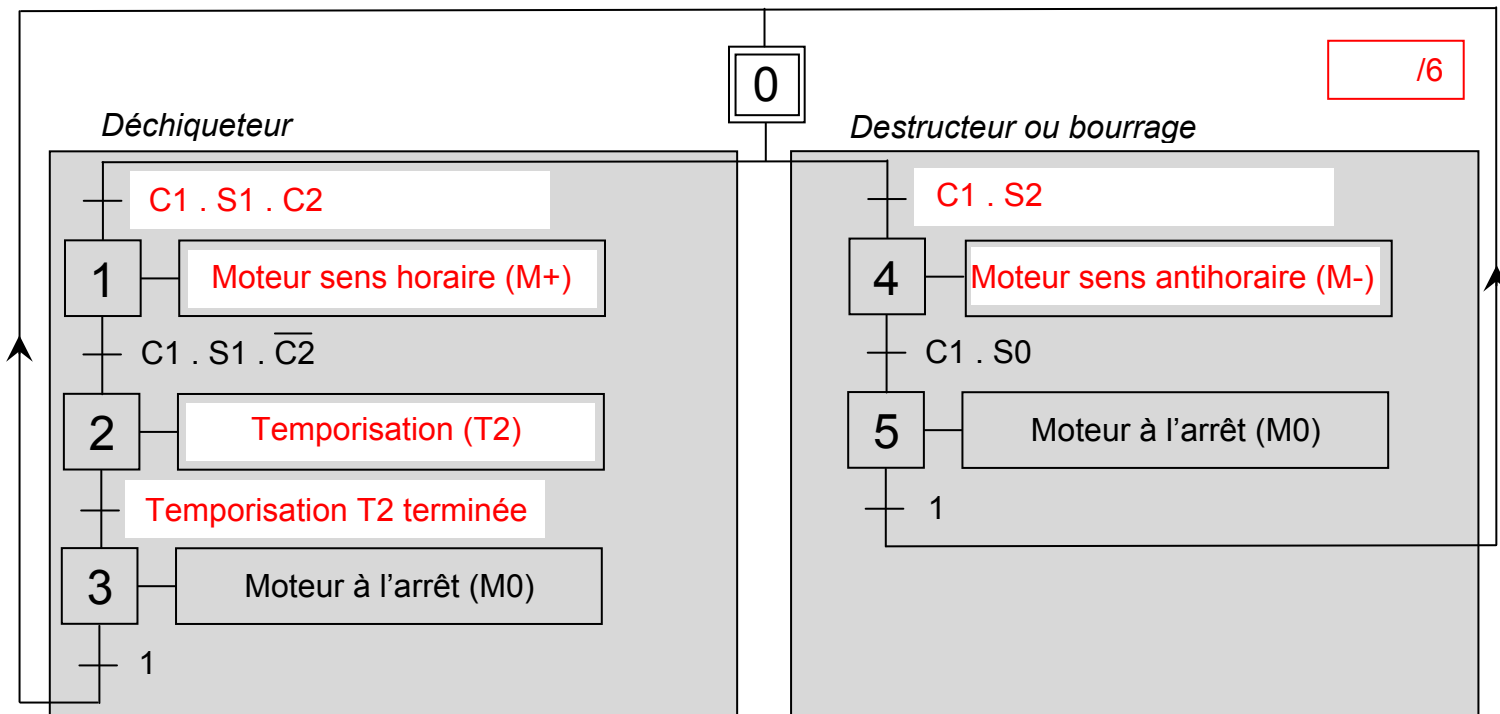 0
/6
Déchiqueteur
C1 . S1 . C2
1
Moteur sens horaire (M+)
C1 . S1 . C2̅
2
Temporisation (T2)
Temporisation T2 terminée
3
Moteur à l’arrêt (M0)
1
Destructeur ou bourrage
C1 . S2
4
Moteur sens antihoraire (M-)
C1 . S0
5
Moteur à l’arrêt (M0)
1